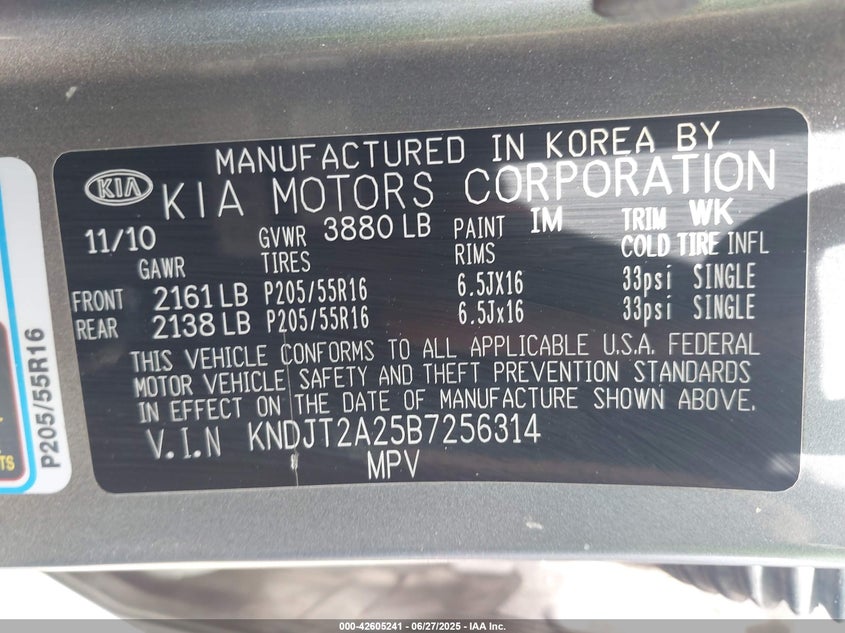 MANUFACTURED IN KOREA BY
KIA KIA MOTORS CORPORATION
11/10 GVWR 3880 LB PAINT IM TRIM WK
GAWR TIRES RIMS COLD TIRE INFL
FRONT 2161 LB P205/55R16 6.5JX16 33psi SINGLE
REAR 2138 LB P205/55R16 6.5Jx16 33psi SINGLE
THIS VEHICLE CONFORMS TO ALL APPLICABLE U.S.A. FEDERAL
MOTOR VEHICLE SAFETY AND THEFT PREVENTION STANDARDS
IN EFFECT ON THE DATE OF MANUFACTURE SHOWN ABOVE.
V.I.N KNDJT2A25B7256314
MPV
P205/55R16
000-42605241 - 06/27/2025 - IAA Inc.